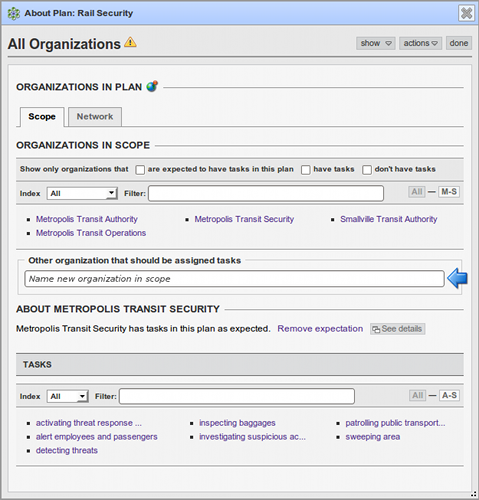 About Plan: Rail Security
All Organizations
show actions done
ORGANIZATIONS IN PLAN
Scope Network
ORGANIZATIONS IN SCOPE
Show only organizations that are expected to have tasks in this plan have tasks don't have tasks
Index All Filter: All — M-S
Metropolis Transit Authority Metropolis Transit Security Smallville Transit Authority
Metropolis Transit Operations
Other organization that should be assigned tasks
Name new organization in scope
ABOUT METROPOLIS TRANSIT SECURITY
Metropolis Transit Security has tasks in this plan as expected. Remove expectation See details
TASKS
Index All Filter: All — A-S
activating threat response ... inspecting baggages patrolling public transport...
alert employees and passengers investigating suspicious ac... sweeping area
detecting threats